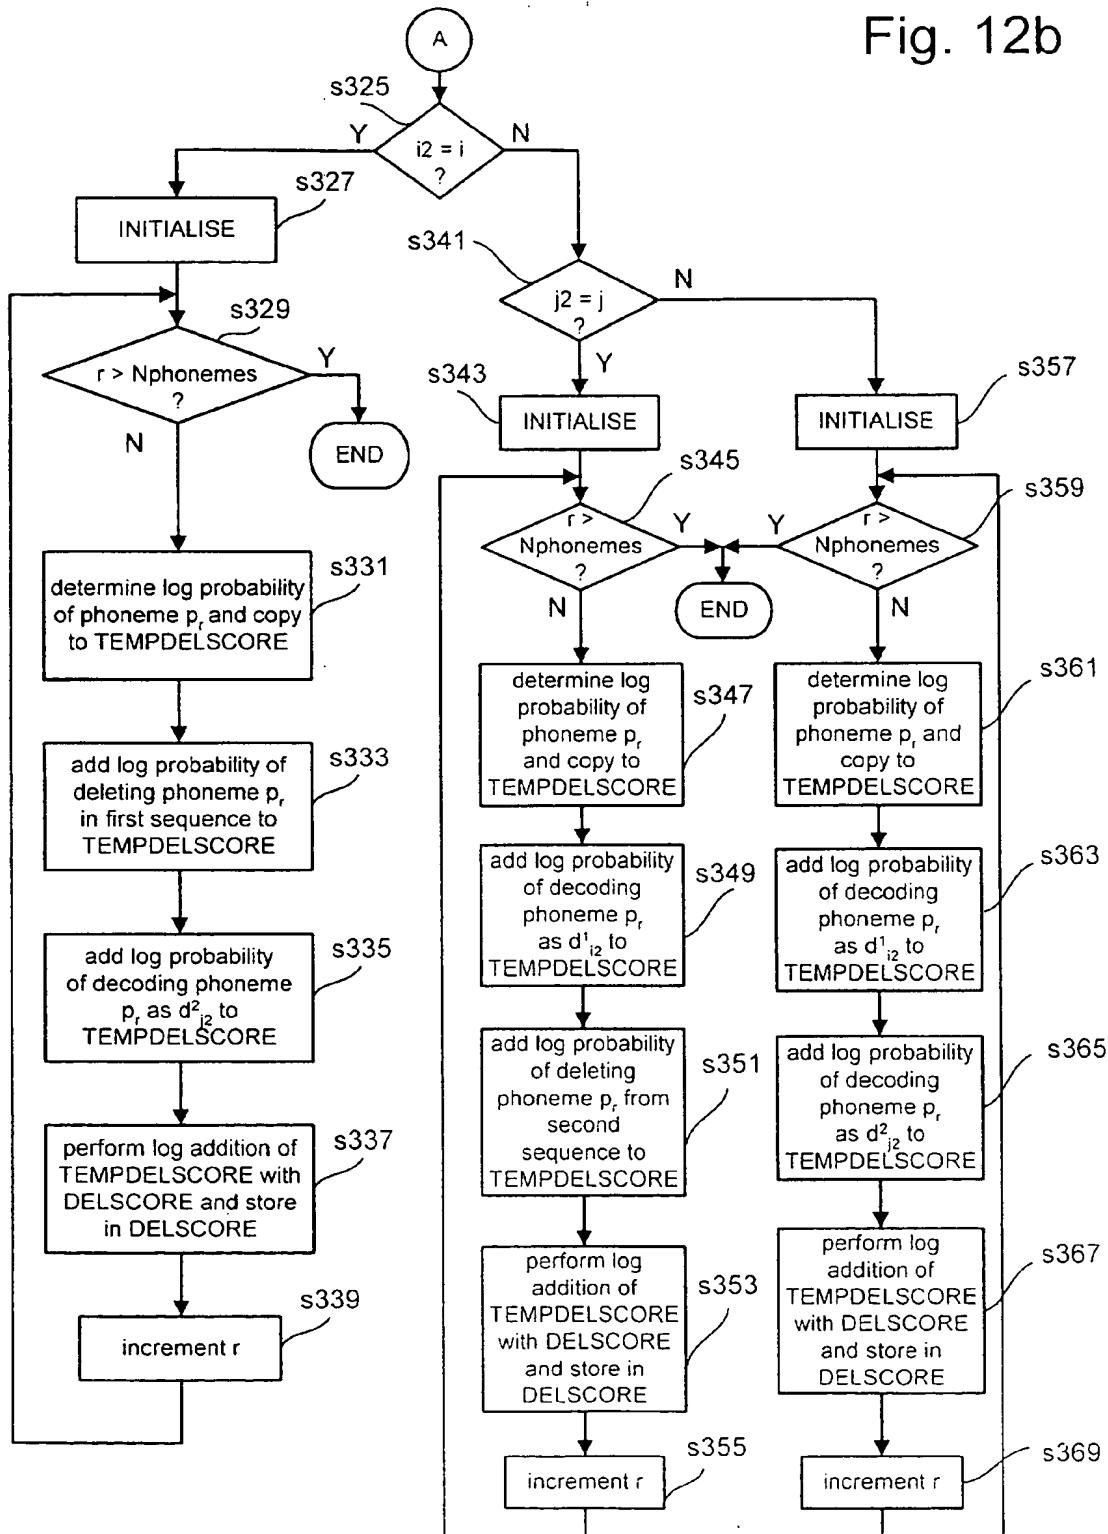 Fig. 12b
A
s325
Y
N
i2 = i
?
s327
INITIALISE
s341
N
j2 = j
?
Y
s329
r > Nphonemes
?
Y
N
END
s343
INITIALISE
s357
INITIALISE
s345
r >
Nphonemes
?
Y
N
s359
r >
Nphonemes
?
Y
N
END
s331
determine log probability
of phoneme pr and copy
to TEMPDELSCORE
s333
add log probability of
deleting phoneme pr
in first sequence to
TEMPDELSCORE
s335
add log probability
of decoding phoneme
pr as d²j2 to
TEMPDELSCORE
s337
perform log addition of
TEMPDELSCORE with
DELSCORE and store
in DELSCORE
s339
increment r
s347
determine log
probability of
phoneme pr
and copy to
TEMPDELSCORE
s349
add log probability
of decoding
phoneme pr
as d¹i2 to
TEMPDELSCORE
s351
add log probability
of deleting
phoneme pr from
second
sequence to
TEMPDELSCORE
s353
perform log
addition of
TEMPDELSCORE
with DELSCORE
and store in
DELSCORE
s355
increment r
s361
determine log
probability of
phoneme pr and
copy to
TEMPDELSCORE
s363
add log probability
of decoding
phoneme pr
as d¹i2 to
TEMPDELSCORE
s365
add log probability
of decoding
phoneme pr
as d²j2 to
TEMPDELSCORE
s367
perform log
addition of
TEMPDELSCORE
with DELSCORE
and store in
DELSCORE
s369
increment r